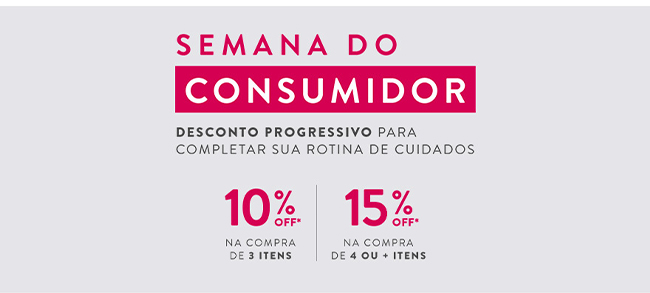 SEMANA DO
CONSUMIDOR
DESCONTO PROGRESSIVO PARA
COMPLETAR SUA ROTINA DE CUIDADOS
10% OFF*
NA COMPRA
DE 3 ITENS
15% OFF*
NA COMPRA
DE 4 OU + ITENS